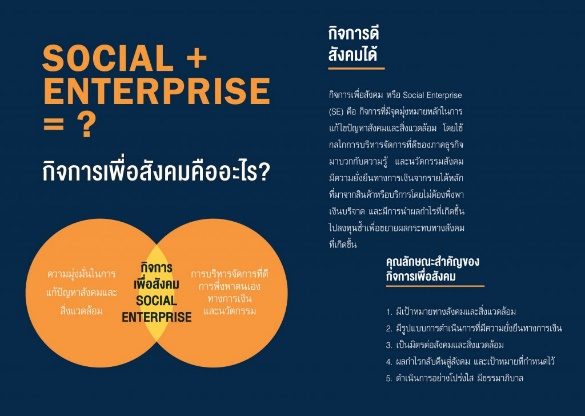 SOCIAL +
ENTERPRISE
= ?
กิจการเพื่อสังคมคืออะไร?
ความมุ่งมั่นในการ
แก้ปัญหาสังคมและ
สิ่งแวดล้อม
กิจการ
เพื่อสังคม
SOCIAL
ENTERPRISE
การบริหารจัดการที่ดี
การพึ่งพาตนเอง
ทางการเงิน
และนวัตกรรม
กิจการดี
สังคมได้
กิจการเพื่อสังคม หรือ Social Enterprise
(SE) คือ กิจการที่มีจุดมุ่งหมายหลักในการ
แก้ไขปัญหาสังคมและสิ่งแวดล้อม โดยใช้
กลไกการบริหารจัดการที่ดีของภาคธุรกิจ
มาบวกกับความรู้ และนวัตกรรมสังคม
มีความยั่งยืนทางการเงินจากรายได้หลัก
ที่มาจากสินค้าหรือบริการโดยไม่ต้องพึ่งพา
เงินบริจาค และมีการนำผลกำไรที่เกิดขึ้น
ไปลงทุนซ้ำเพื่อขยายผลกระทบทางสังคม
ที่เกิดขึ้น
คุณลักษณะสำคัญของ
กิจการเพื่อสังคม
1. มีเป้าหมายทางสังคมและสิ่งแวดล้อม
2. มีรูปแบบการดำเนินการที่มีความยั่งยืนทางการเงิน
3. เป็นมิตรต่อสังคมและสิ่งแวดล้อม
4. ผลกำไรกลับคืนสู่สังคม และเป้าหมายที่กำหนดไว้
5. ดำเนินการอย่างโปร่งใส มีธรรมาภิบาล